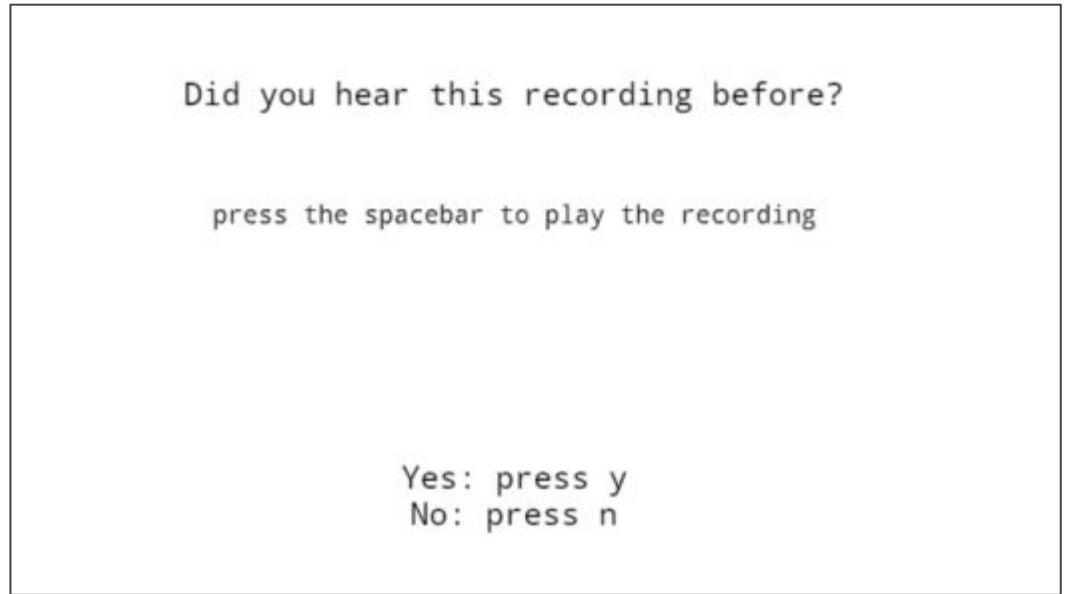 Did you hear this recording before?
press the spacebar to play the recording
Yes: press y
No: press n